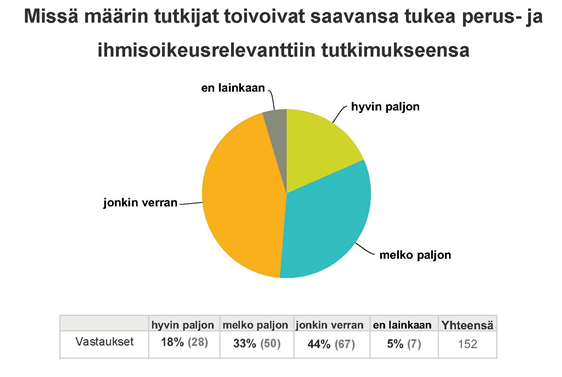 Missä määrin tutkijat toivoivat saavansa tukea perus- ja
ihmisoikeusrelevanttiin tutkimukseensa
en lainkaan
hyvin paljon
jonkin verran
melko paljon
hyvin paljon melko paljon jonkin verran en lainkaan Yhteensä
Vastaukset 18% (28) 33% (50) 44% (67) 5% (7) 152